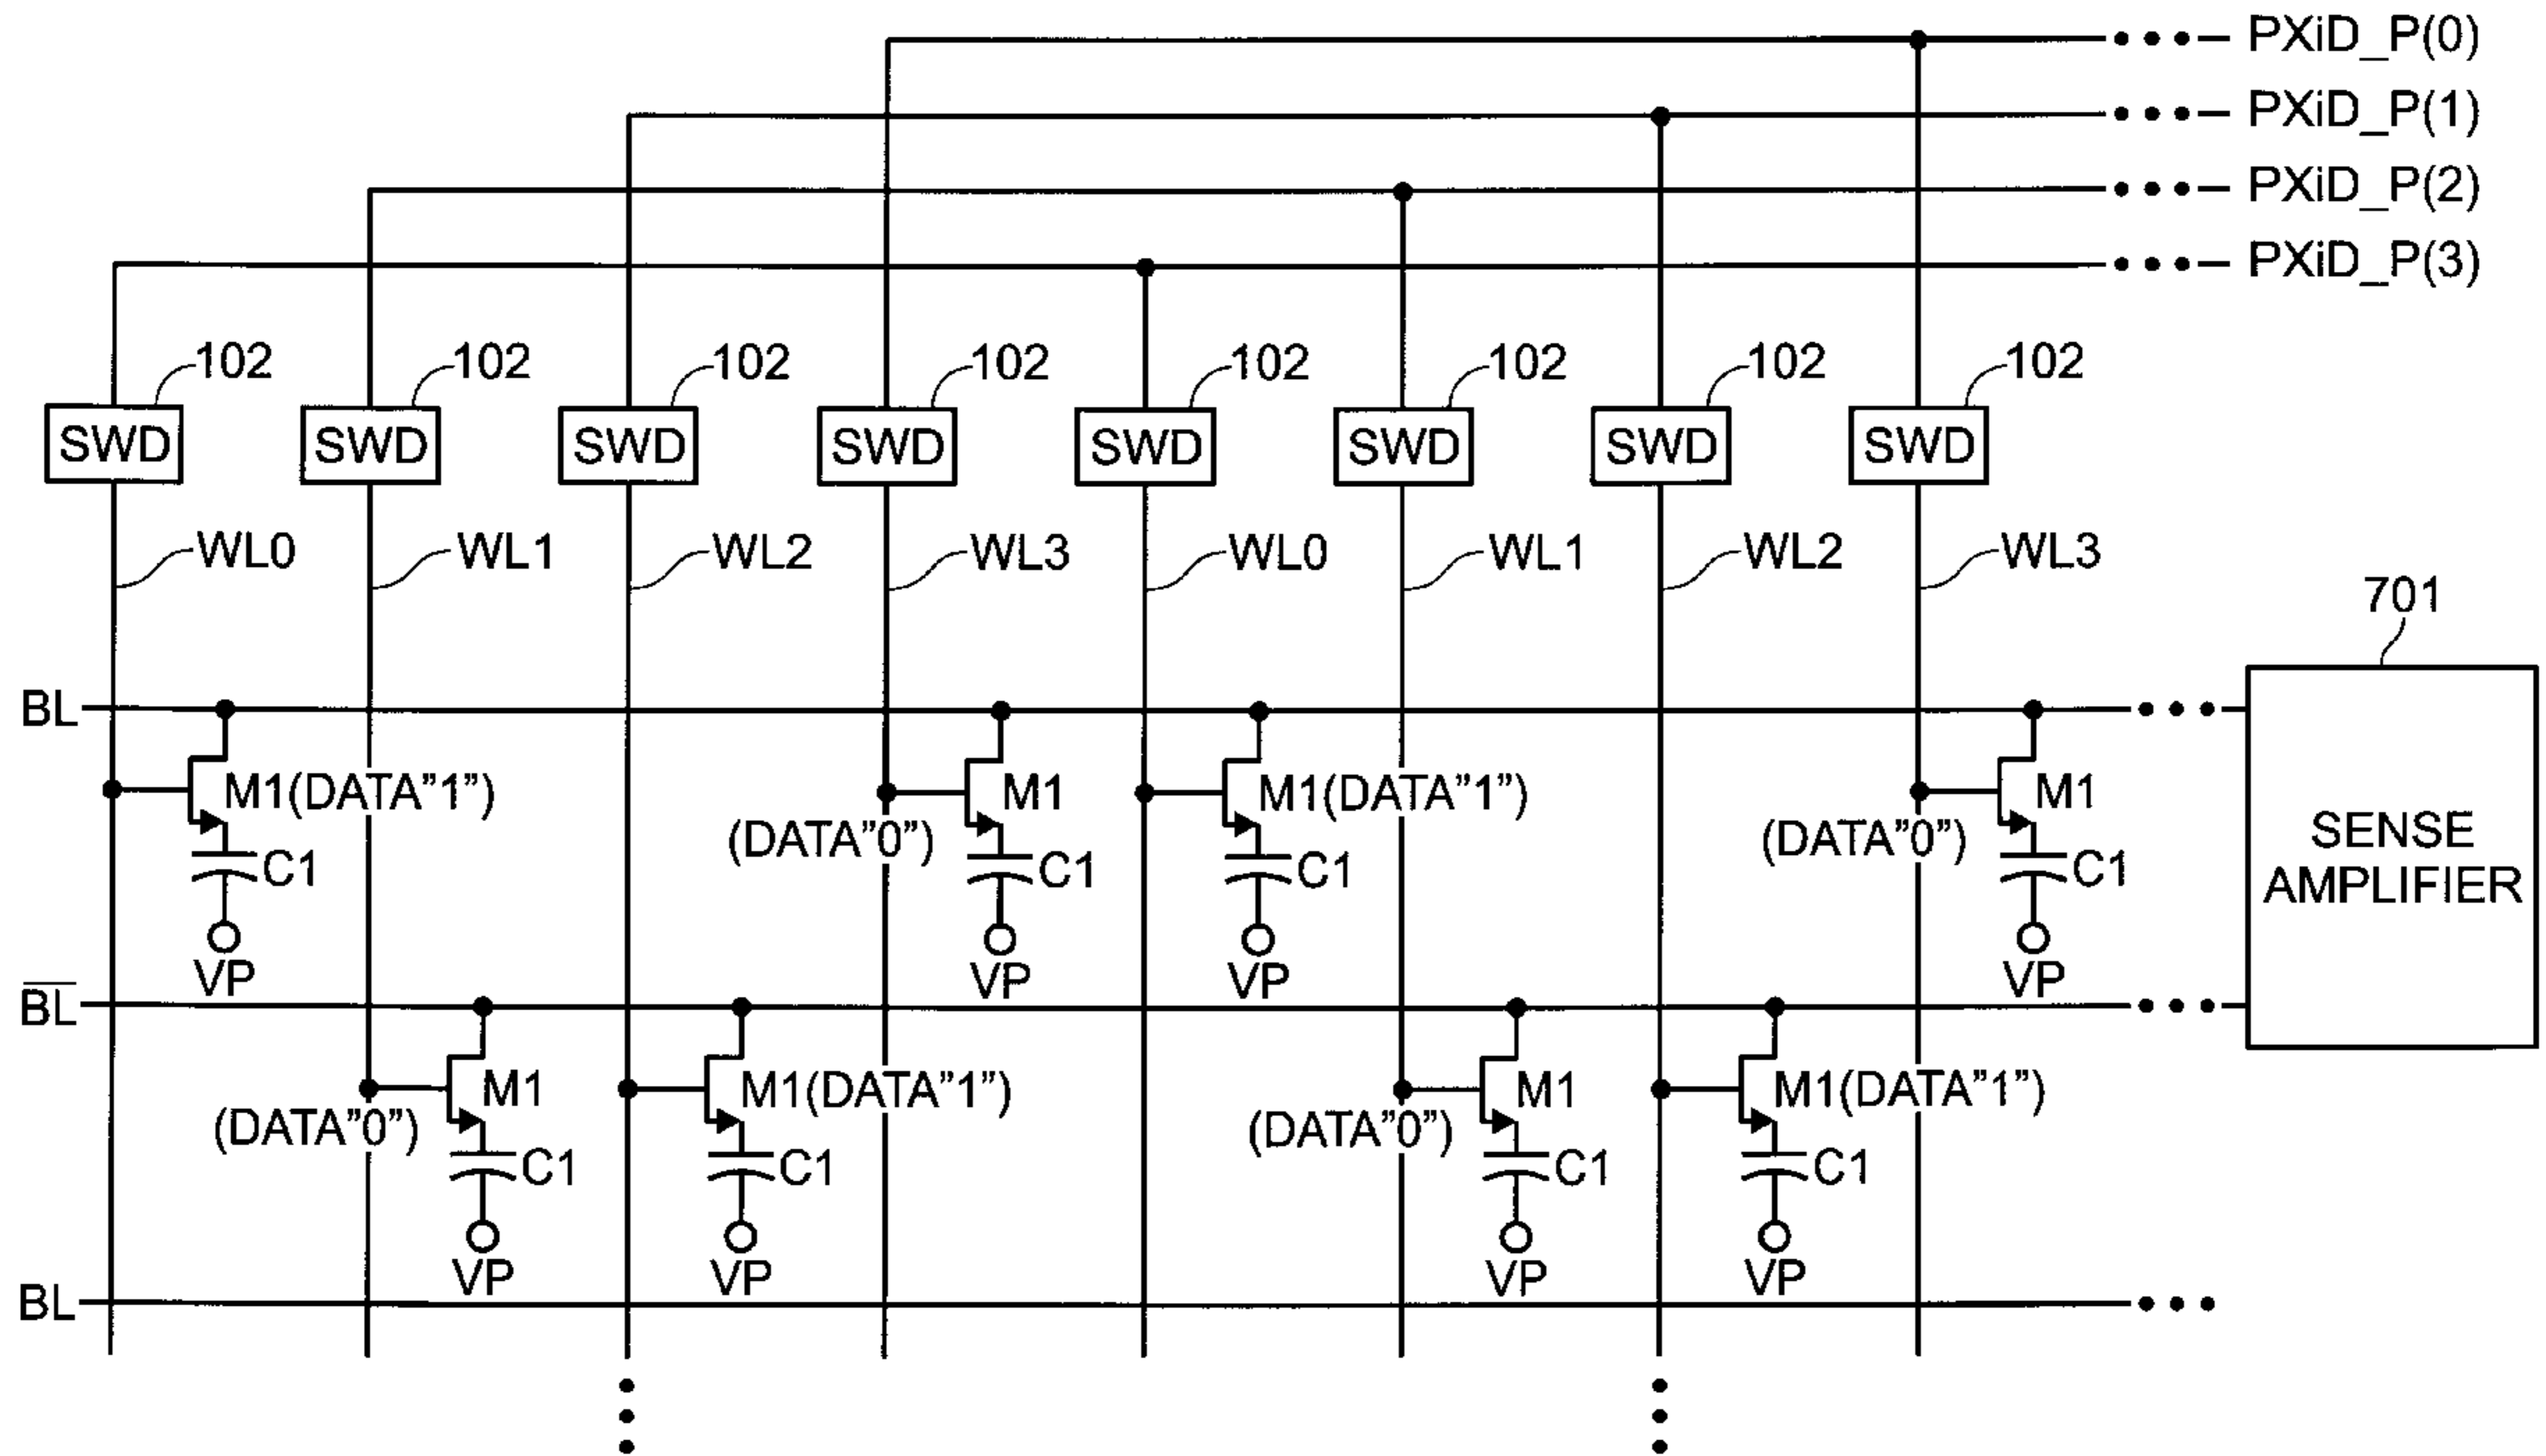 PXiD_P(0)
PXiD_P(1)
PXiD_P(2)
PXiD_P(3)
102 102 102 102 102 102 102 102
SWD SWD SWD SWD SWD SWD SWD SWD
WL0 WL1 WL2 WL3 WL0 WL1 WL2 WL3
701
BL
M1(DATA”1”) M1 M1(DATA”1”) M1
(DATA”0”) (DATA”0”)
C1 C1 C1 C1
SENSE
AMPLIFIER
VP VP VP VP
B̅L̅
M1 M1(DATA”1”) M1 M1(DATA”1”)
(DATA”0”) (DATA”0”)
C1 C1 C1 C1
VP VP VP VP
BL